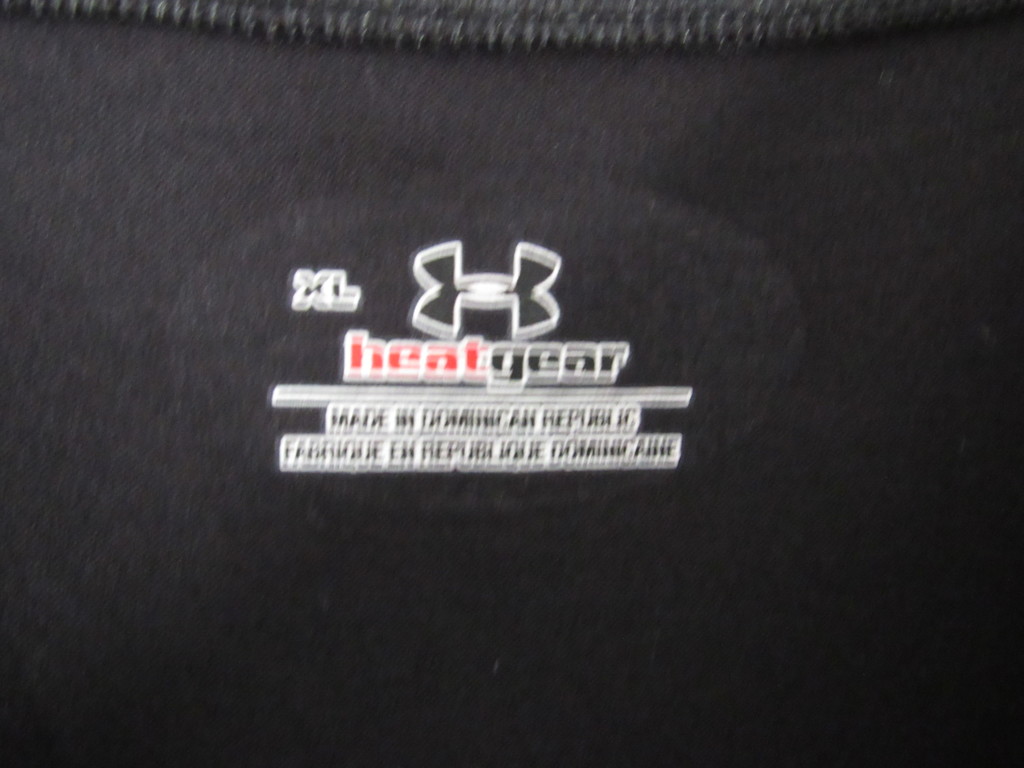 XL
heatgear
MADE IN DOMINICAN REPUBLIC
FABRIQUE EN REPUBLIQUE DOMINICAINE